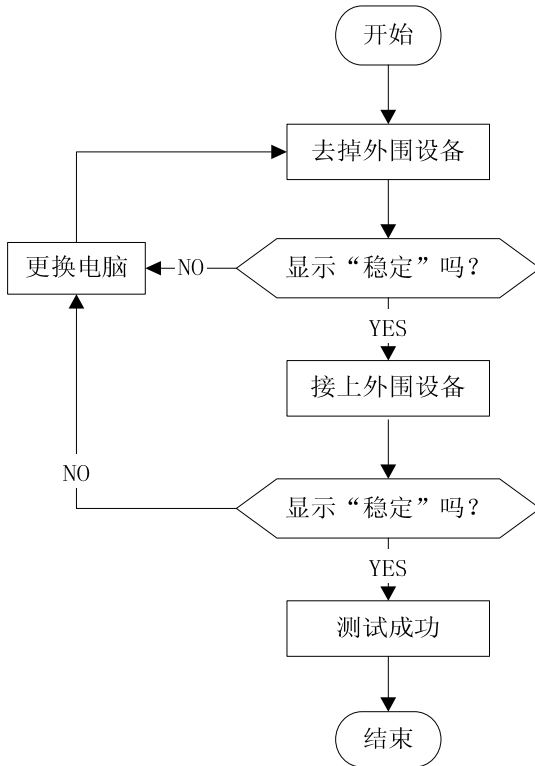 开始
去掉外围设备
更换电脑
NO
显示“稳定”吗？
YES
接上外围设备
NO
显示“稳定”吗？
YES
测试成功
结束